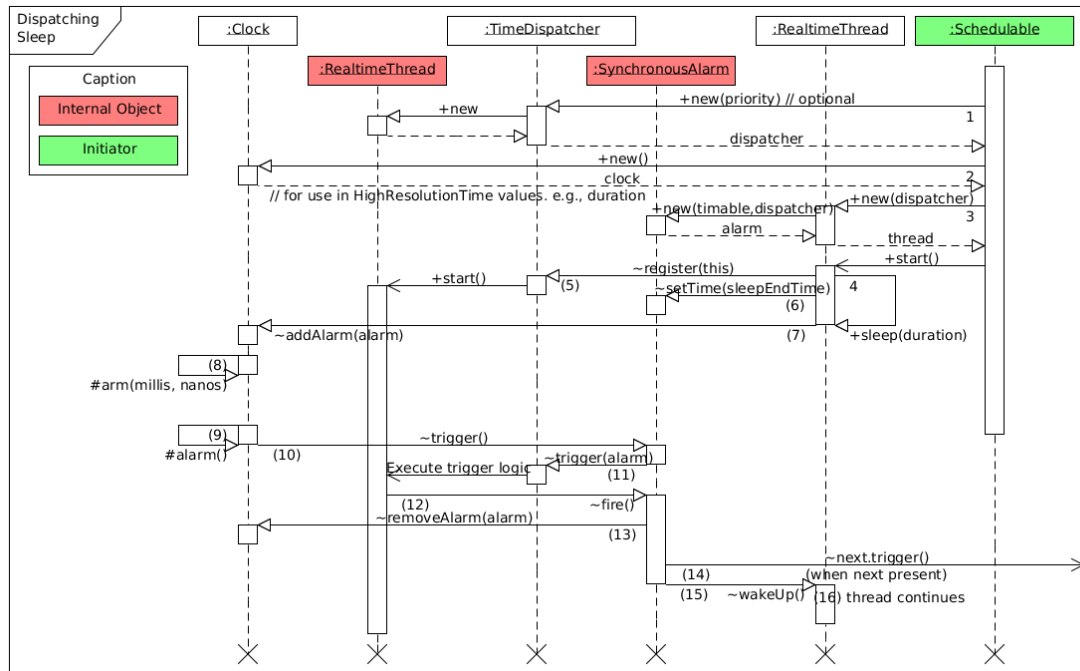 Dispatching
Sleep
:Clock
:TimeDispatcher
:RealtimeThread
:Schedulable
:RealtimeThread
:SynchronousAlarm
Caption
Internal Object
Initiator
+new(priority) // optional
1
+new
dispatcher
+new()
2
clock
// for use in HighResolutionTime values. e.g., duration
+new(dispatcher)
3
+new(timable,dispatcher)
alarm
thread
+start()
~register(this)
+start()
(5)
4
~setTime(sleepEndTime)
(6)
~addAlarm(alarm)
(7)
+sleep(duration)
(8)
#arm(millis, nanos)
(9)
~trigger()
#alarm()
(10)
~trigger(alarm)
Execute trigger logic
(11)
(12)
~fire()
~removeAlarm(alarm)
(13)
~next.trigger()
(14)
(when next present)
(15)
~wakeUp()
(16) thread continues